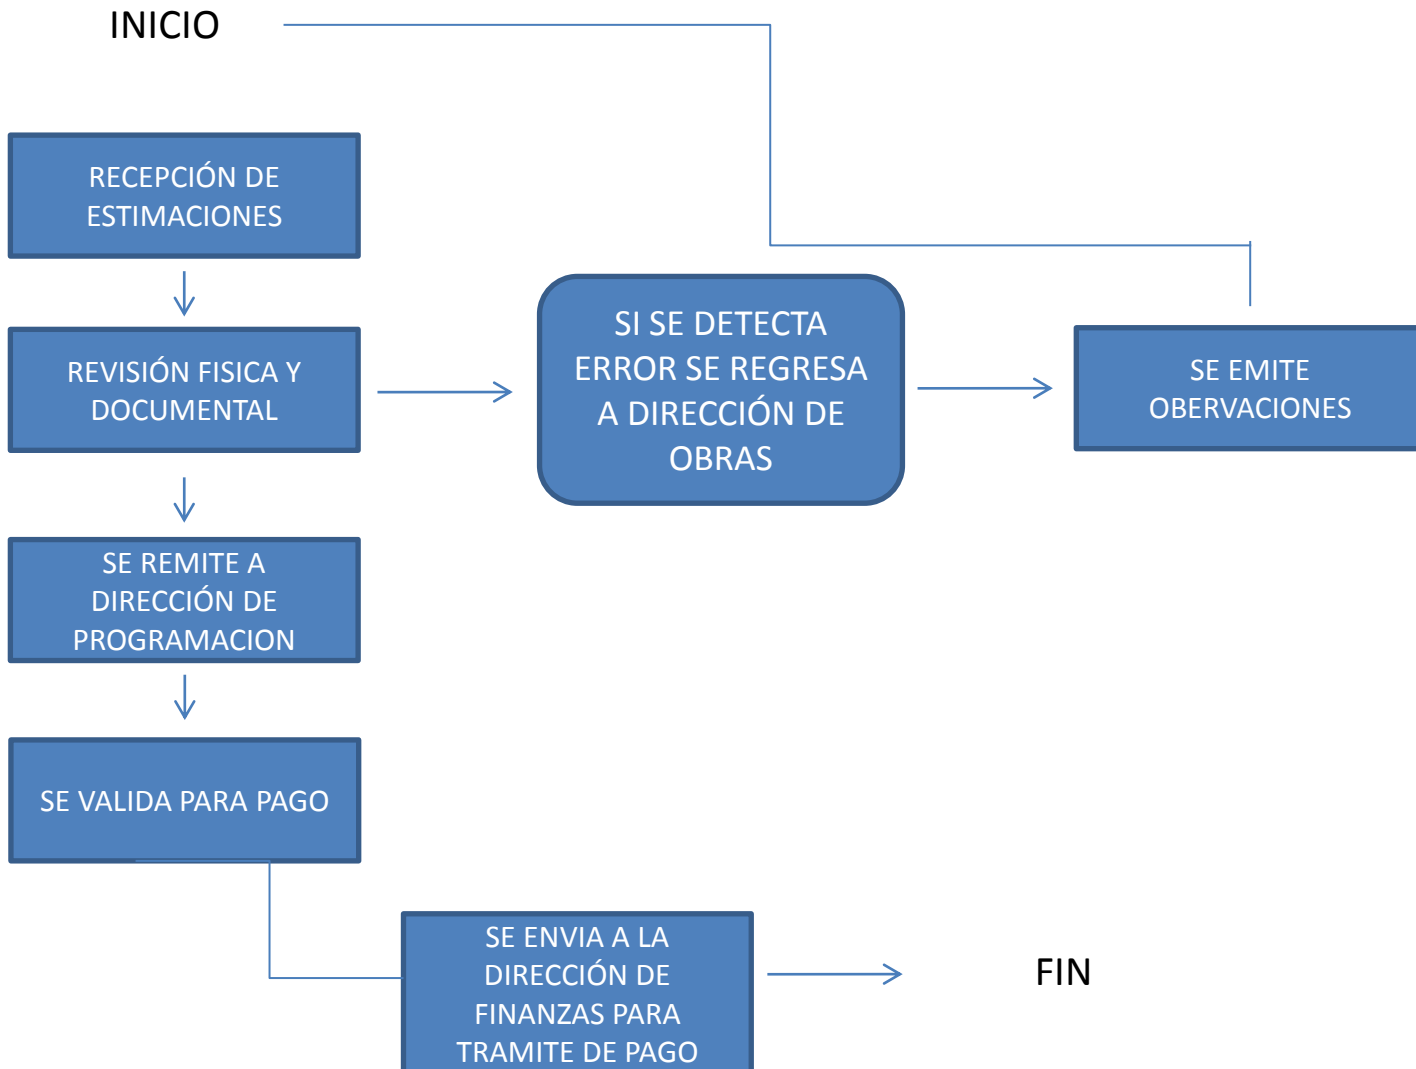 INICIO
RECEPCIÓN DE
ESTIMACIONES
REVISIÓN FISICA Y
DOCUMENTAL
SI SE DETECTA
ERROR SE REGRESA
A DIRECCIÓN DE
OBRAS
SE EMITE
OBERVACIONES
SE REMITE A
DIRECCIÓN DE
PROGRAMACION
SE VALIDA PARA PAGO
SE ENVIA A LA
DIRECCIÓN DE
FINANZAS PARA
TRAMITE DE PAGO
FIN